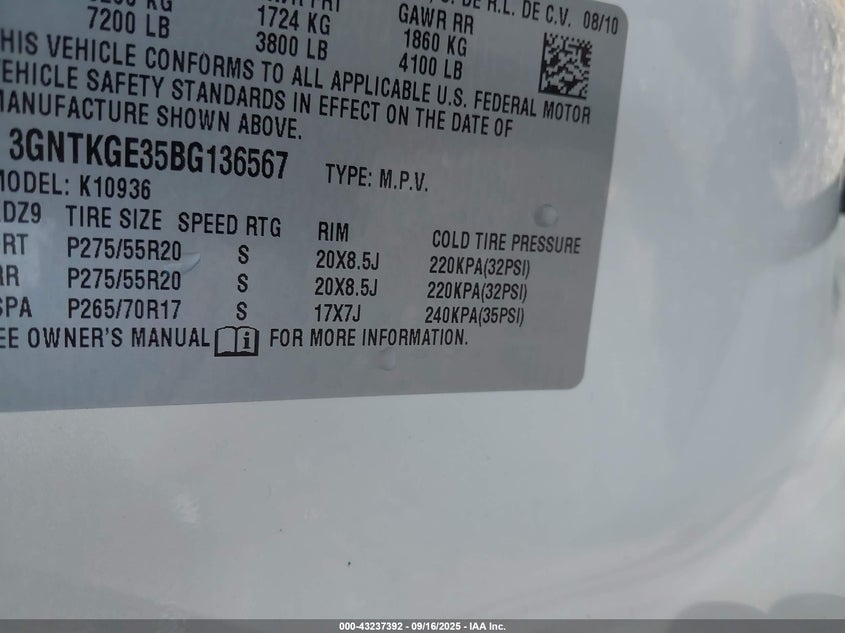 DE R.L. DE C.V. 08/10
7200 LB 1724 KG GAWR RR
3800 LB 1860 KG
4100 LB
HIS VEHICLE CONFORMS TO ALL APPLICABLE U.S. FEDERAL MOTOR
EHICLE SAFETY STANDARDS IN EFFECT ON THE DATE OF
MANUFACTURE SHOWN ABOVE.
3GNTKGE35BG136567 TYPE: M.P.V.
MODEL: K10936
DZ9 TIRE SIZE SPEED RTG RIM COLD TIRE PRESSURE
RT P275/55R20 S 20X8.5J 220KPA(32PSI)
RR P275/55R20 S 20X8.5J 220KPA(32PSI)
SPA P265/70R17 S 17X7J 240KPA(35PSI)
EE OWNER'S MANUAL FOR MORE INFORMATION.
000-43237392 - 09/16/2025 - IAA Inc.